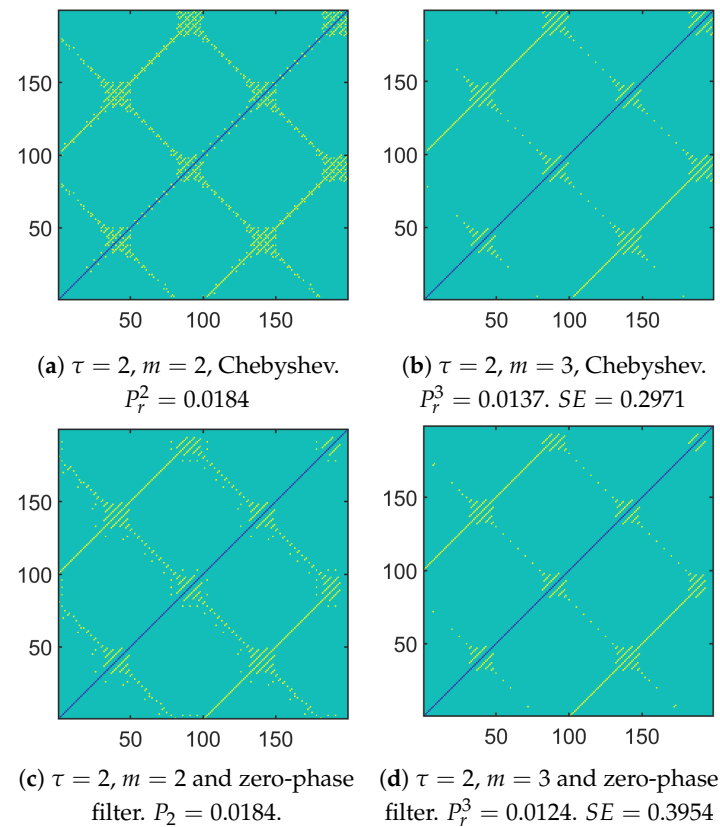 150
100
50
50 100 150
150
100
50
50 100 150
(a) τ = 2, m = 2, Chebyshev.
P_r^2 = 0.0184
(b) τ = 2, m = 3, Chebyshev.
P_r^3 = 0.0137. SE = 0.2971
150
100
50
50 100 150
150
100
50
50 100 150
(c) τ = 2, m = 2 and zero-phase
filter. P_2 = 0.0184.
(d) τ = 2, m = 3 and zero-phase
filter. P_r^3 = 0.0124. SE = 0.3954